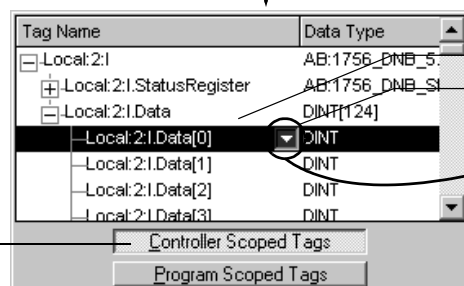 Tag Name Data Type
Local:2:I AB:1756_DNB_5
Local:2:I.StatusRegister AB:1756_DNB_S
Local:2:I.Data DINT[124]
Local:2:I.Data[0] DINT
Local:2:I.Data[1] DINT
Local:2:I.Data[2] DINT
Local:2:I.Data[3] DINT
Controller Scoped Tags
Program Scoped Tags